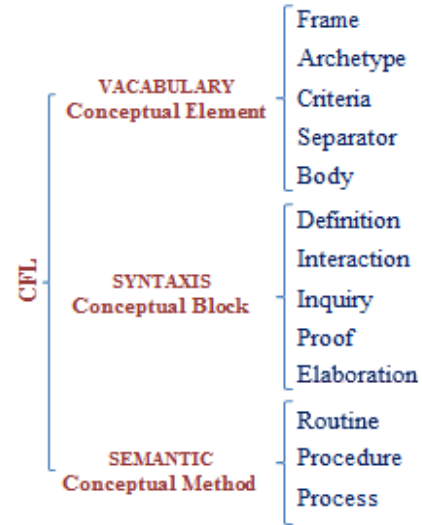 CFL
VACABULARY
Conceptual Element
Frame
Archetype
Criteria
Separator
Body
SYNTAXIS
Conceptual Block
Definition
Interaction
Inquiry
Proof
Elaboration
SEMANTIC
Conceptual Method
Routine
Procedure
Process